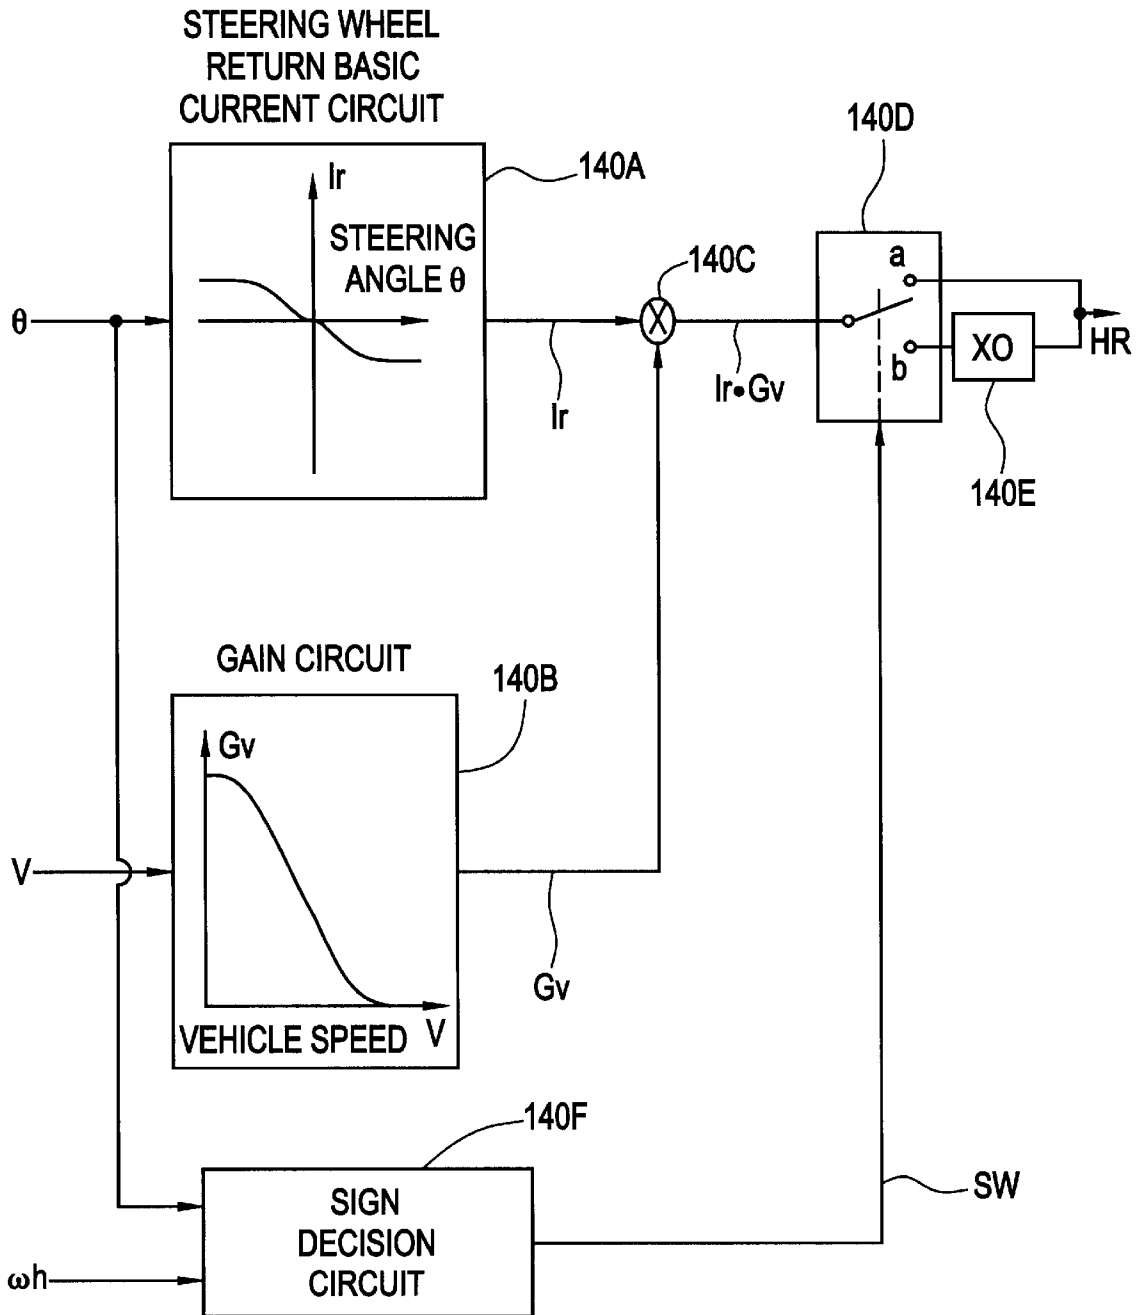 STEERING WHEEL
RETURN BASIC
CURRENT CIRCUIT
140D
140A
Ir
STEERING
ANGLE θ
140C
a
θ
X
HR
b
XO
Ir
Ir•Gv
140E
GAIN CIRCUIT
140B
Gv
V
Gv
VEHICLE SPEED V
140F
SW
SIGN
DECISION
CIRCUIT
ωh